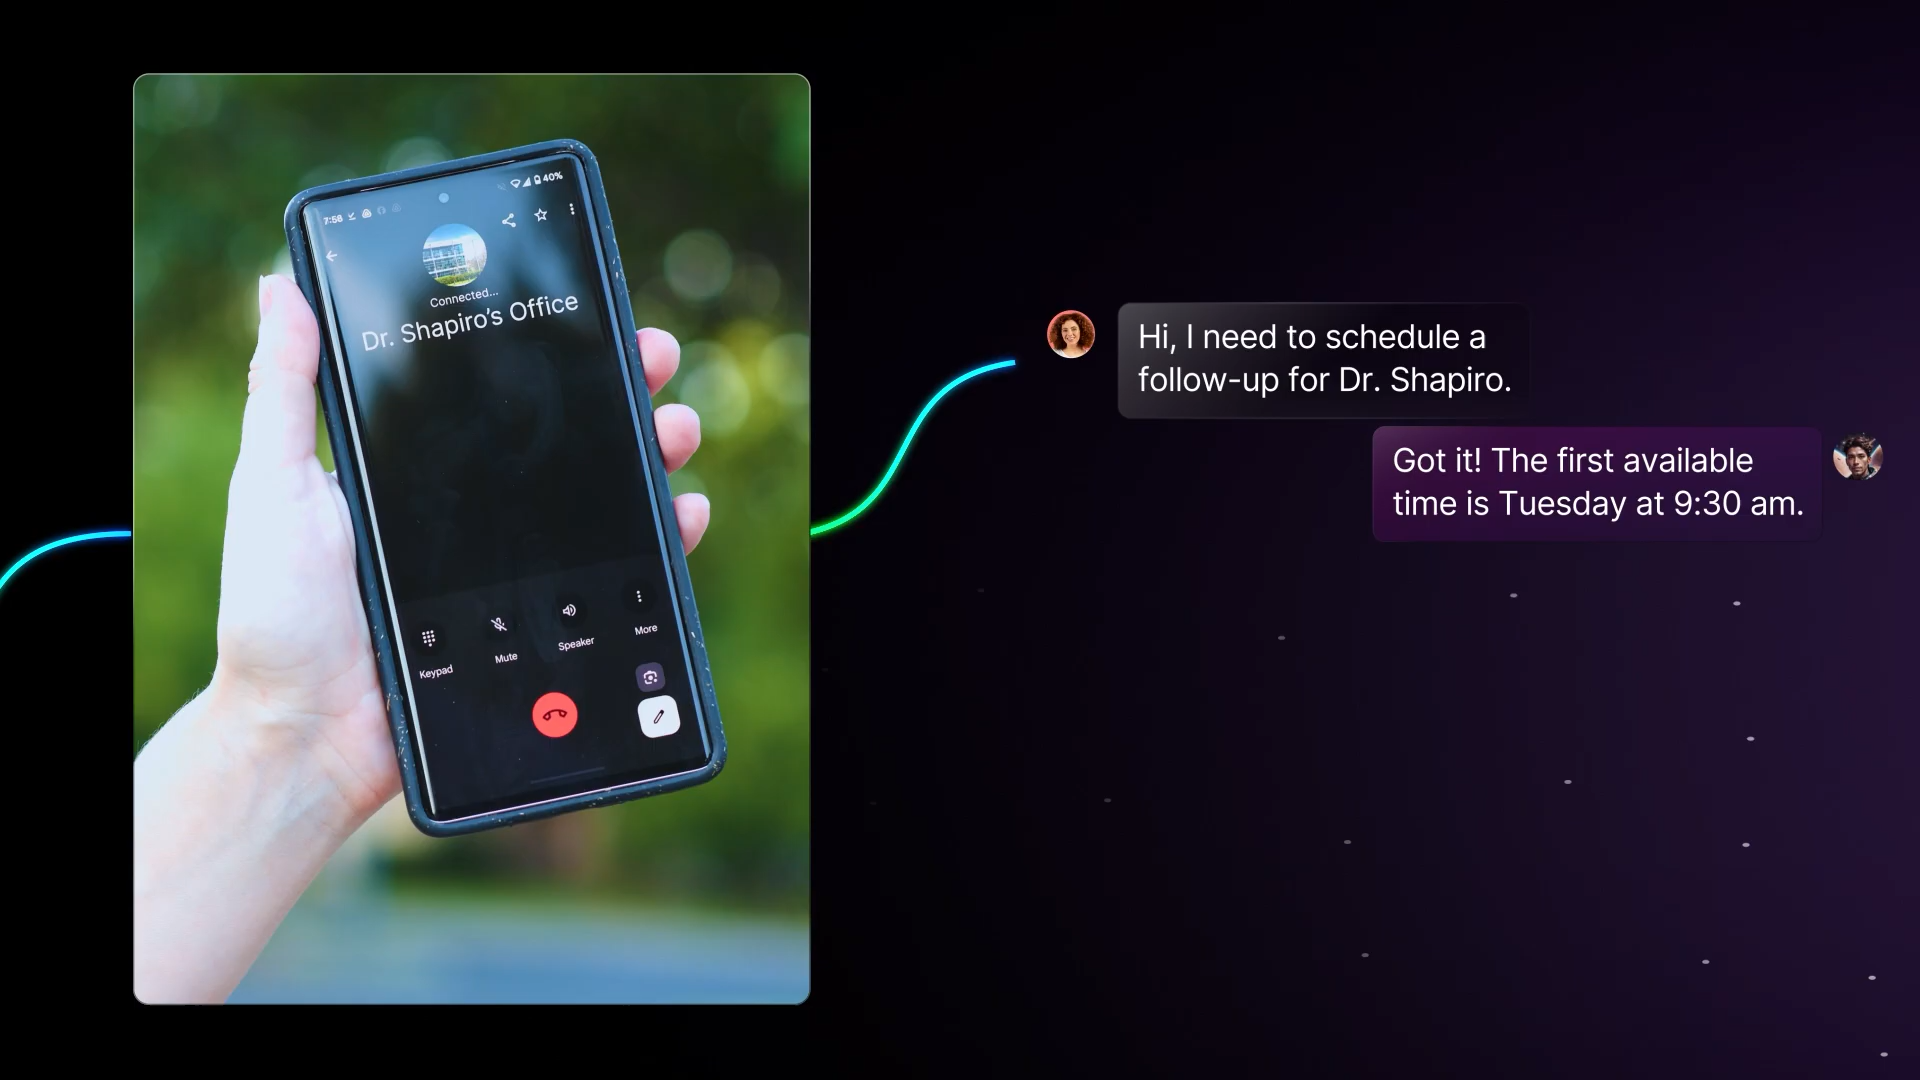 7:56
40%
Connected...
Dr. Shapiro's Office
Keypad
Mute
Speaker
More
Hi, I need to schedule a
follow-up for Dr. Shapiro.
Got it! The first available
time is Tuesday at 9:30 am.